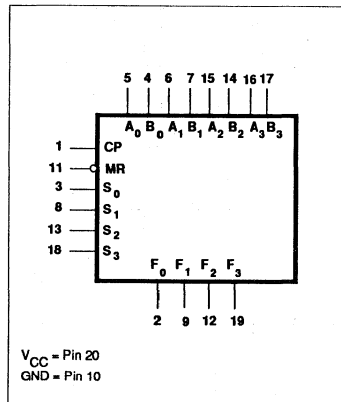 5 4 6 7 15 14 16 17
A0 B0 A1 B1 A2 B2 A3 B3
1 CP
11 MR
3 S0
8 S1
13 S2
18 S3
F0 F1 F2 F3
2 9 12 19
VCC = Pin 20
GND = Pin 10